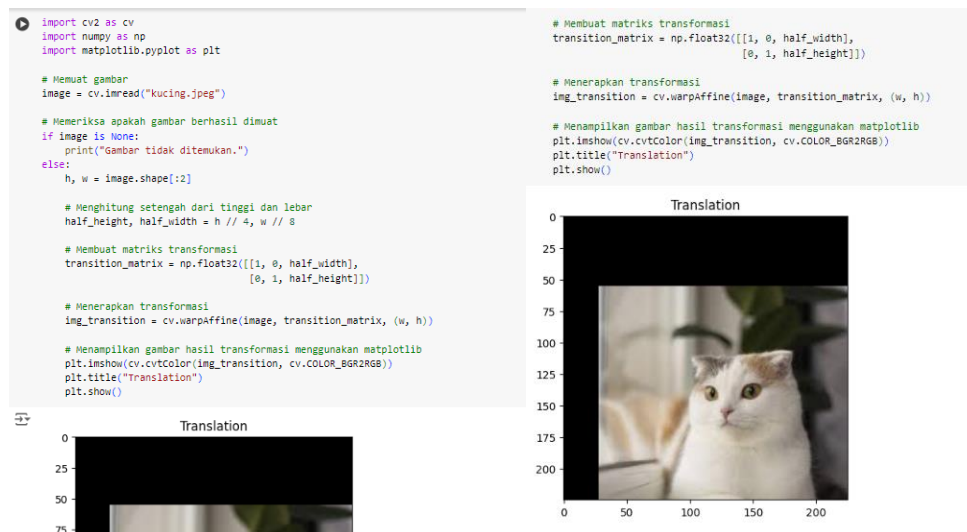 import cv2 as cv
import numpy as np
import matplotlib.pyplot as plt
# Memuat gambar
image = cv.imread("kucing.jpeg")
# Memeriksa apakah gambar berhasil dimuat
if image is None:
    print("Gambar tidak ditemukan.")
else:
    h, w = image.shape[:2]
    # Menghitung setengah dari tinggi dan lebar
    half_height, half_width = h // 4, w // 8
    # Membuat matriks transformasi
    transition_matrix = np.float32([[1, 0, half_width],
                                    [0, 1, half_height]])
    # Menerapkan transformasi
    img_transition = cv.warpAffine(image, transition_matrix, (w, h))
    # Menampilkan gambar hasil transformasi menggunakan matplotlib
    plt.imshow(cv.cvtColor(img_transition, cv.COLOR_BGR2RGB))
    plt.title("Translation")
    plt.show()
Translation
0
25
50
75
# Membuat matriks transformasi
transition_matrix = np.float32([[1, 0, half_width],
                                [0, 1, half_height]])
# Menerapkan transformasi
img_transition = cv.warpAffine(image, transition_matrix, (w, h))
# Menampilkan gambar hasil transformasi menggunakan matplotlib
plt.imshow(cv.cvtColor(img_transition, cv.COLOR_BGR2RGB))
plt.title("Translation")
plt.show()
Translation
0
25
50
75
100
125
150
175
200
0 50 100 150 200